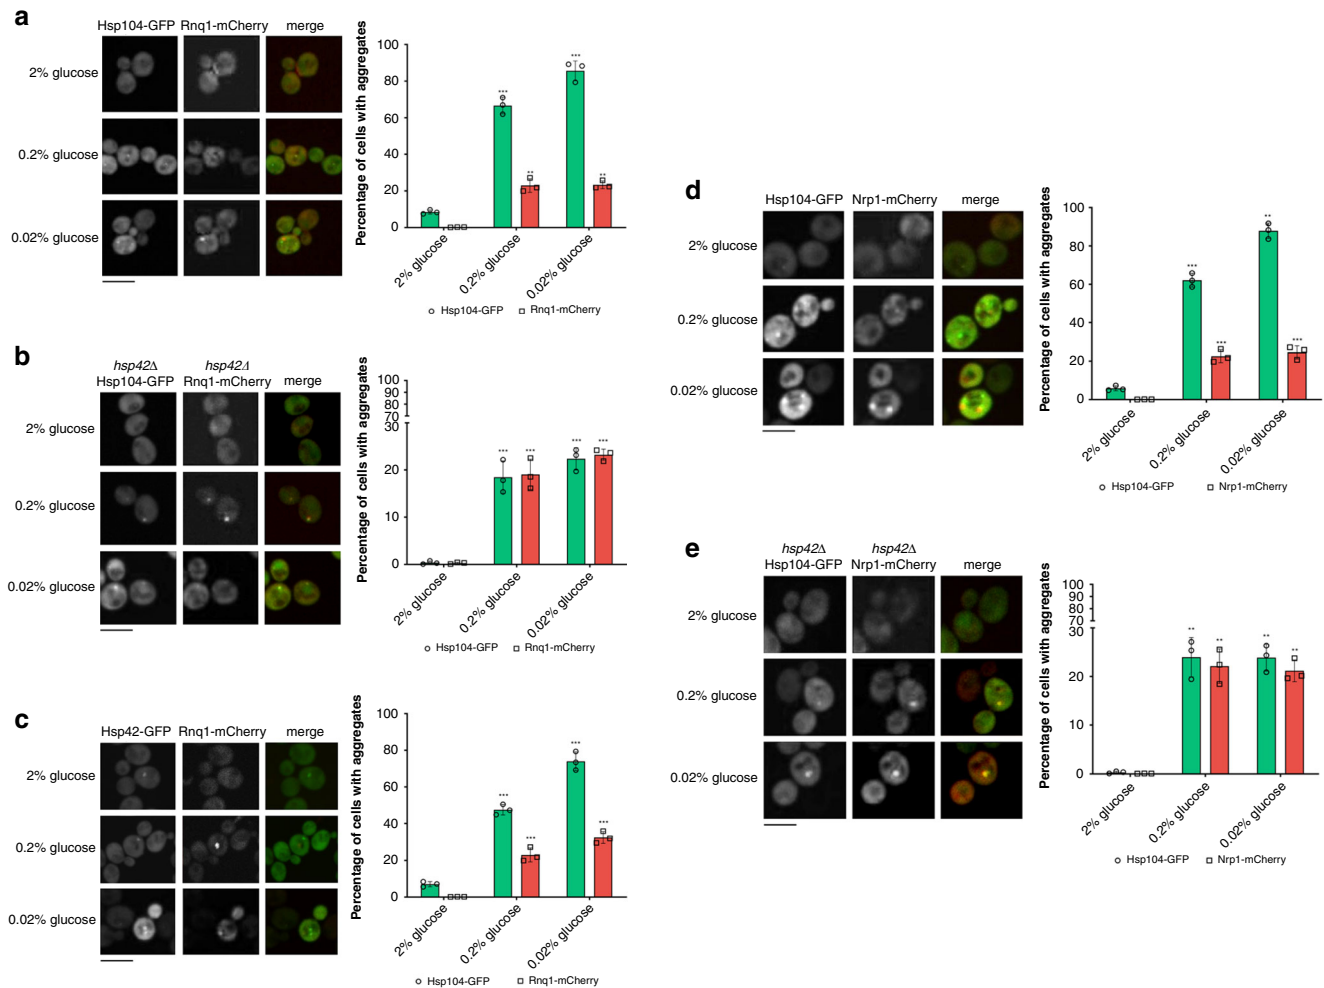 a
Hsp104-GFP Rnq1-mCherry merge
2% glucose
0.2% glucose
0.02% glucose
Percentage of cells with aggregates
100
80
60
40
20
0
***
**
***
**
2% glucose
0.2% glucose
0.02% glucose
Hsp104-GFP Rnq1-mCherry
b
hsp42Δ hsp42Δ
Hsp104-GFP Rnq1-mCherry merge
2% glucose
0.2% glucose
0.02% glucose
Percentage of cells with aggregates
100
90
80
70
30
20
10
0
*** ***
*** ***
2% glucose
0.2% glucose
0.02% glucose
Hsp104-GFP Rnq1-mCherry
c
Hsp42-GFP Rnq1-mCherry merge
2% glucose
0.2% glucose
0.02% glucose
Percentage of cells with aggregates
100
80
60
40
20
0
***
***
***
***
2% glucose
0.2% glucose
0.02% glucose
Hsp104-GFP Rnq1-mCherry
d
Hsp104-GFP Nrp1-mCherry merge
2% glucose
0.2% glucose
0.02% glucose
Percentage of cells with aggregates
100
80
60
40
20
0
***
***
**
***
2% glucose
0.2% glucose
0.02% glucose
Hsp104-GFP Nrp1-mCherry
e
hsp42Δ hsp42Δ
Hsp104-GFP Nrp1-mCherry merge
2% glucose
0.2% glucose
0.02% glucose
Percentage of cells with aggregates
100
90
80
70
30
20
10
0
** **
** **
2% glucose
0.2% glucose
0.02% glucose
Hsp104-GFP Nrp1-mCherry